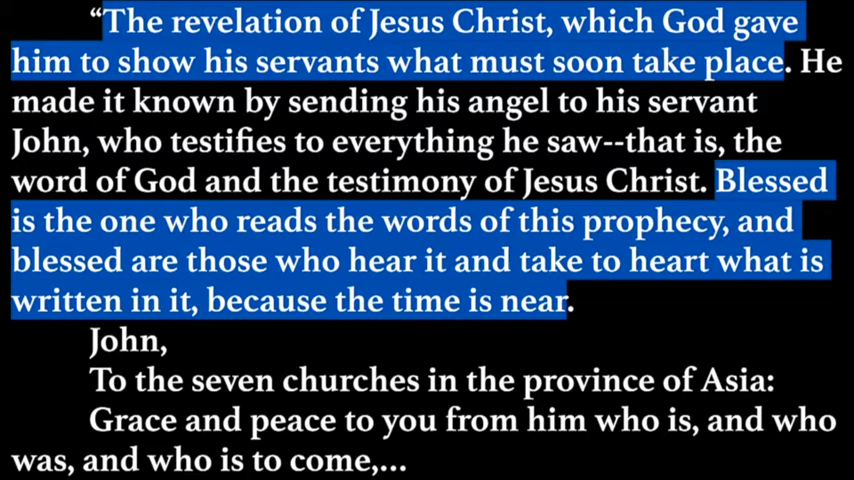 “The revelation of Jesus Christ, which God gave
him to show his servants what must soon take place. He
made it known by sending his angel to his servant
John, who testifies to everything he saw--that is, the
word of God and the testimony of Jesus Christ. Blessed
is the one who reads the words of this prophecy, and
blessed are those who hear it and take to heart what is
written in it, because the time is near.
John,
To the seven churches in the province of Asia:
Grace and peace to you from him who is, and who
was, and who is to come,...